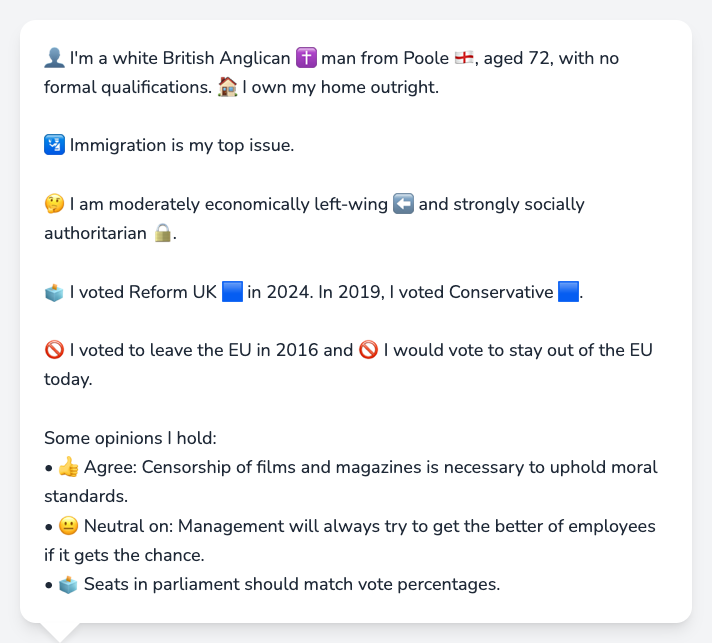 👤 I'm a white British Anglican ✝️ man from Poole 🏴󠁧󠁢󠁥󠁮󠁧󠁿, aged 72, with no
formal qualifications. 🏠 I own my home outright.
🛂 Immigration is my top issue.
🤔 I am moderately economically left-wing ⬅️ and strongly socially
authoritarian 🔒.
🗳️ I voted Reform UK 🟦 in 2024. In 2019, I voted Conservative 🟦.
🚫 I voted to leave the EU in 2016 and 🚫 I would vote to stay out of the EU
today.
Some opinions I hold:
• 👍 Agree: Censorship of films and magazines is necessary to uphold moral
standards.
• 😐 Neutral on: Management will always try to get the better of employees
if it gets the chance.
• 🗳️ Seats in parliament should match vote percentages.